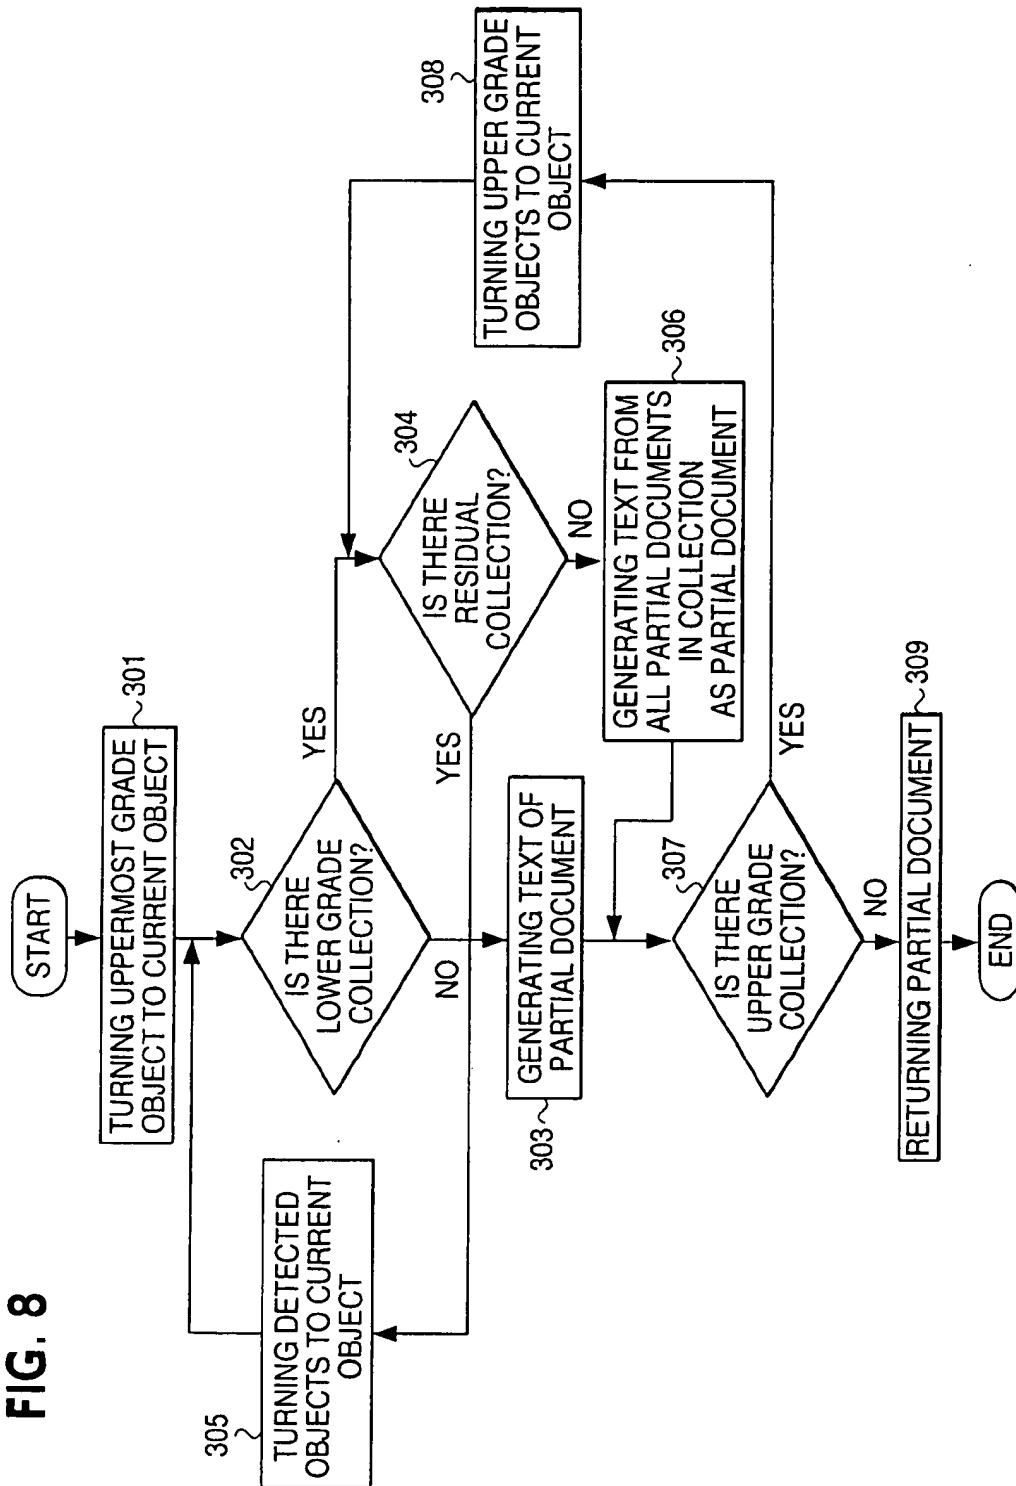 FIG. 8
START
301
TURNING UPPERMOST GRADE
OBJECT TO CURRENT OBJECT
302
IS THERE
LOWER GRADE
COLLECTION?
YES
NO
305
TURNING DETECTED
OBJECTS TO CURRENT
OBJECT
304
IS THERE
RESIDUAL
COLLECTION?
YES
NO
308
TURNING UPPER GRADE
OBJECTS TO CURRENT
OBJECT
303
GENERATING TEXT OF
PARTIAL DOCUMENT
306
GENERATING TEXT FROM
ALL PARTIAL DOCUMENTS
IN COLLECTION
AS PARTIAL DOCUMENT
307
IS THERE
UPPER GRADE
COLLECTION?
YES
NO
309
RETURNING PARTIAL DOCUMENT
END